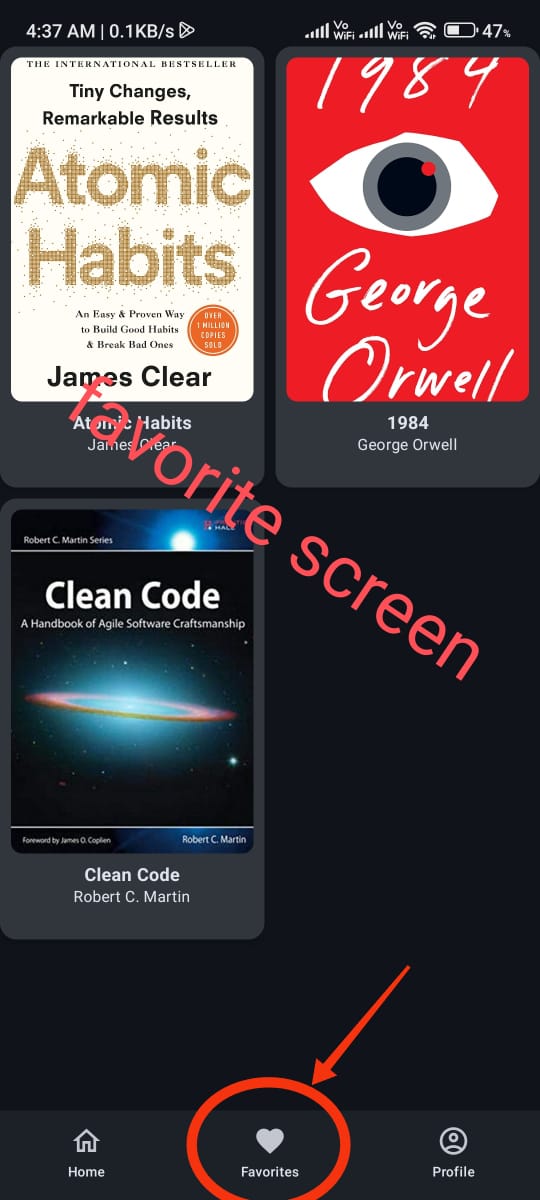 4:37 AM | 0.1KB/s
Vo WiFi
Vo WiFi
47%
THE INTERNATIONAL BESTSELLER
Tiny Changes,
Remarkable Results
Atomic
Habits
An Easy & Proven Way
to Build Good Habits
& Break Bad Ones
OVER
1 MILLION
COPIES
SOLD
James Clear
Atomic Habits
James Clear
1984
George
Orwell
1984
George Orwell
favorite screen
Robert C. Martin Series
Clean Code
A Handbook of Agile Software Craftsmanship
Foreword by James O. Coplien
Robert C. Martin
Clean Code
Robert C. Martin
Home
Favorites
Profile